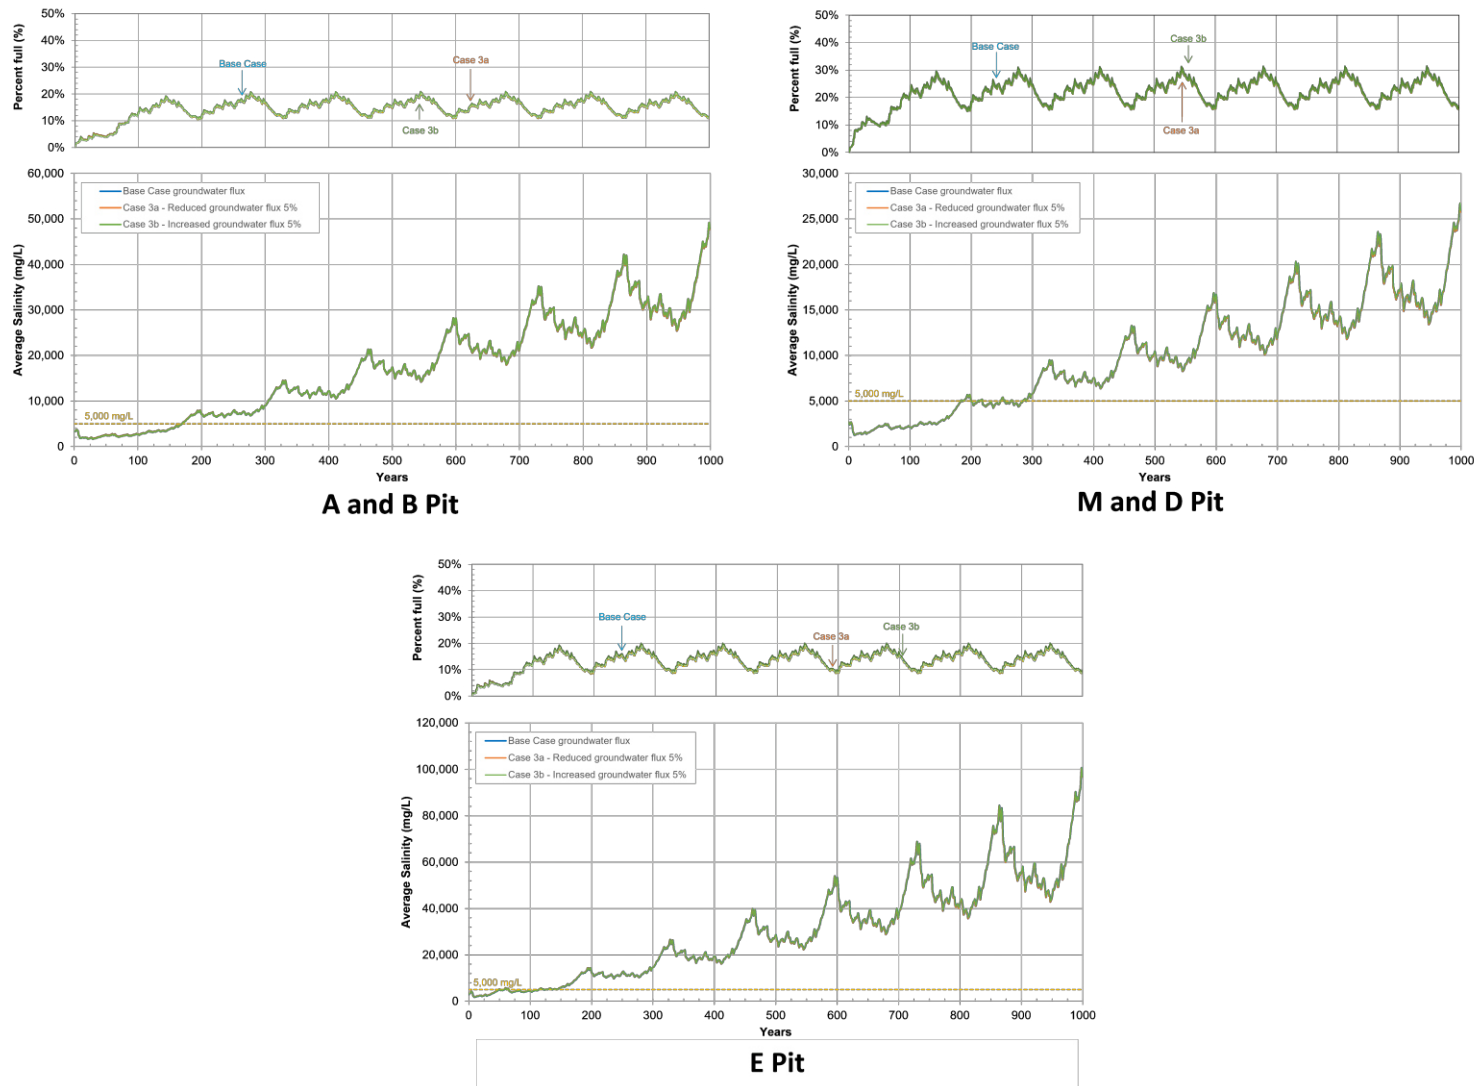 50%
40%
30%
20%
10%
0%
Percent full (%)
Base Case
Case 3a
Case 3b
60,000
50,000
40,000
30,000
20,000
10,000
0
Average Salinity (mg/L)
Base Case groundwater flux
Case 3a - Reduced groundwater flux 5%
Case 3b - Increased groundwater flux 5%
5,000 mg/L
0 100 200 300 400 500 600 700 800 900 1000
Years
A and B Pit
50%
40%
30%
20%
10%
0%
Percent full (%)
Case 3b
Base Case
Case 3a
30,000
25,000
20,000
15,000
10,000
5,000
0
Average Salinity (mg/L)
Base Case groundwater flux
Case 3a - Reduced groundwater flux 5%
Case 3b - Increased groundwater flux 5%
5,000 mg/L
0 100 200 300 400 500 600 700 800 900 1000
Years
M and D Pit
50%
40%
30%
20%
10%
0%
Percent full (%)
Base Case
Case 3a
Case 3b
120,000
100,000
80,000
60,000
40,000
20,000
0
Average Salinity (mg/L)
Base Case groundwater flux
Case 3a - Reduced groundwater flux 5%
Case 3b - Increased groundwater flux 5%
5,000 mg/L
0 100 200 300 400 500 600 700 800 900 1000
Years
E Pit